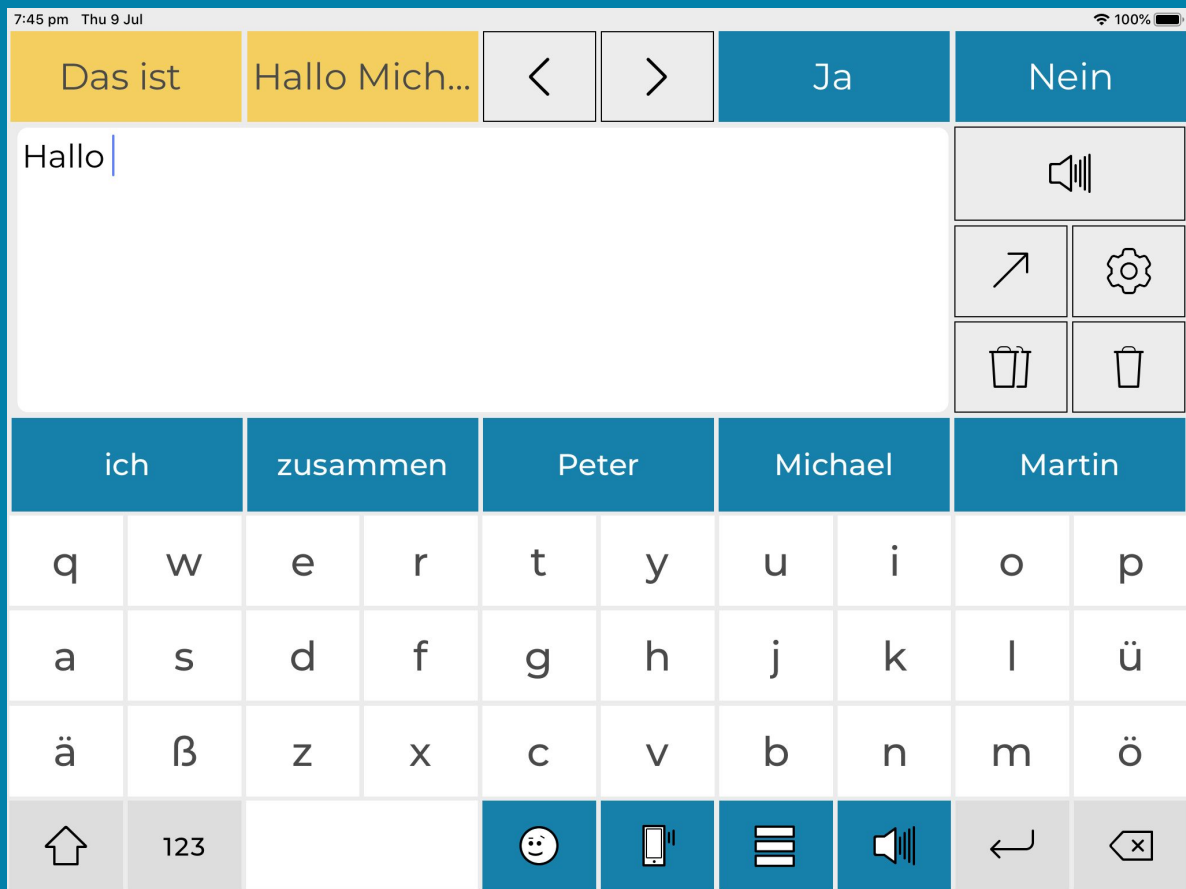 7:45 pm Thu 9 Jul 100%
Das ist Hallo Mich... Ja Nein
Hallo
ich zusammen Peter Michael Martin
q w e r t y u i o p
a s d f g h j k l ü
ä ß z x c v b n m ö
123